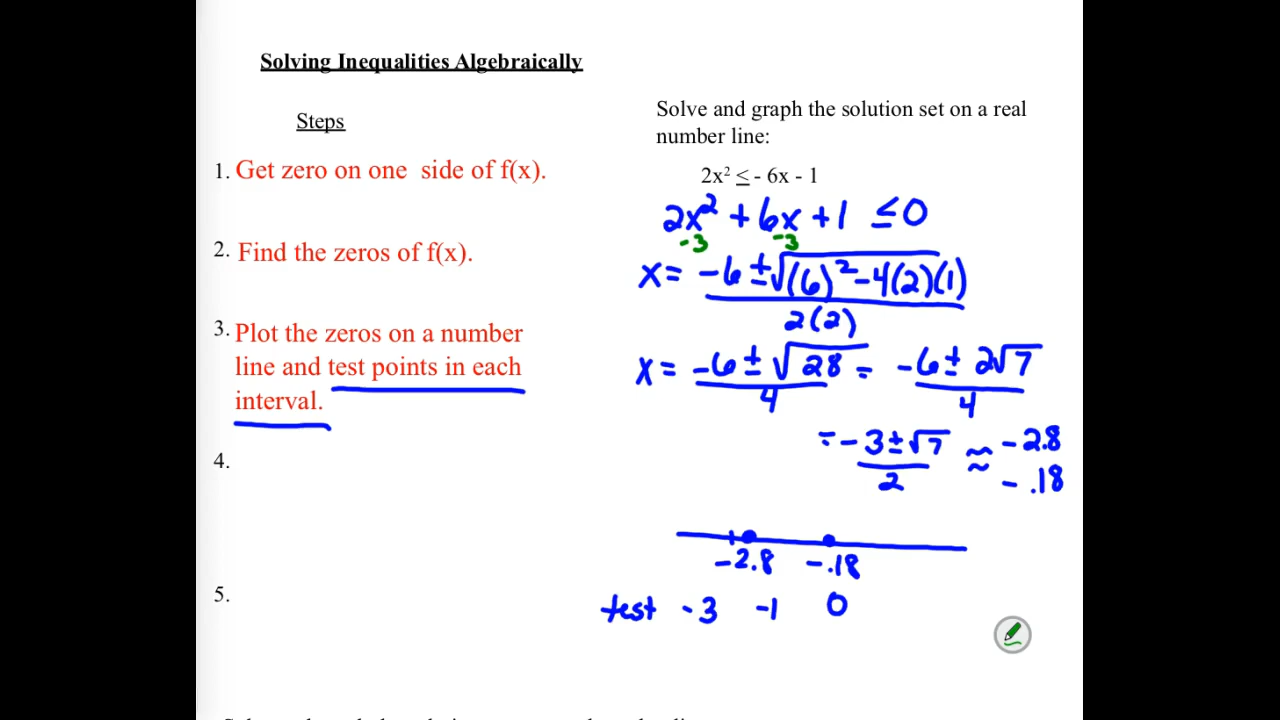 Solving Inequalities Algebraically
Steps
1. Get zero on one side of f(x).
2. Find the zeros of f(x).
3. Plot the zeros on a number
line and test points in each
interval.
4.
5.
Solve and graph the solution set on a real
number line:
2x² ≤ - 6x - 1
2x² + 6x + 1 ≤ 0
-3 -3
x = -6 ± √(6)² - 4(2)(1)
2(2)
x = -6 ± √28 = -6 ± 2√7
4 4
= -3 ± √7 ≈ -2.8
2 ≈ -.18
-2.8 -.18
test -3 -1 0